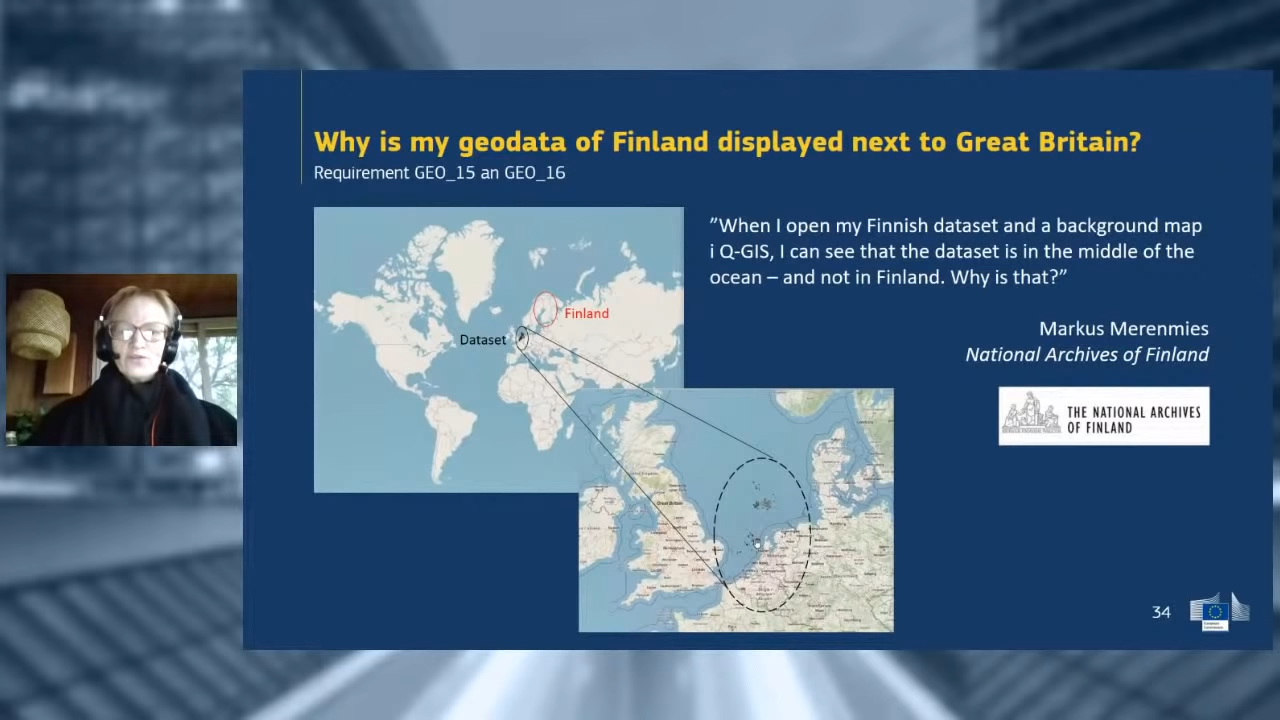 Why is my geodata of Finland displayed next to Great Britain?
Requirement GEO_15 an GEO_16
”When I open my Finnish dataset and a background map
i Q-GIS, I can see that the dataset is in the middle of the
ocean – and not in Finland. Why is that?”
Markus Merenmies
National Archives of Finland
THE NATIONAL ARCHIVES
OF FINLAND
Finland
Dataset
Great Britain
34